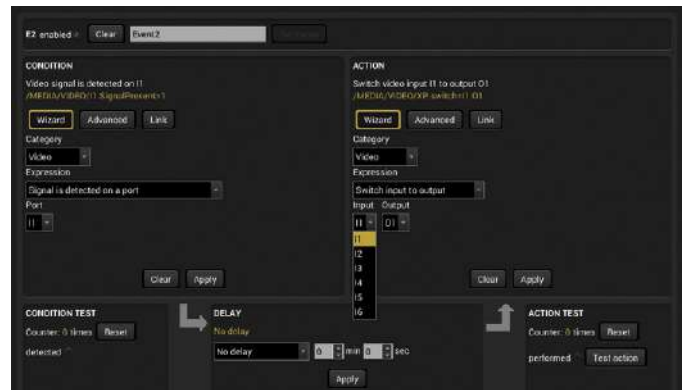 E2 enabled Clear Event2
CONDITION
Video signal is detected on I1
/MEDIA/VIDEO/I1.SignalPresent=1
Wizard Advanced Link
Category
Video
Expression
Signal is detected on a port
Port
I1
Clear Apply
ACTION
Switch video input I1 to output O1
/MEDIA/VIDEO/XP:switch=I1:O1
Wizard Advanced Link
Category
Video
Expression
Switch input to output
Input Output
I1 O1
I1
I2
I3
I4
I5
I6
Clear Apply
CONDITION TEST
Counter: 0 times Reset
detected
DELAY
No delay
No delay 0 min 0 sec
Apply
ACTION TEST
Counter: 0 times Reset
performed Test action